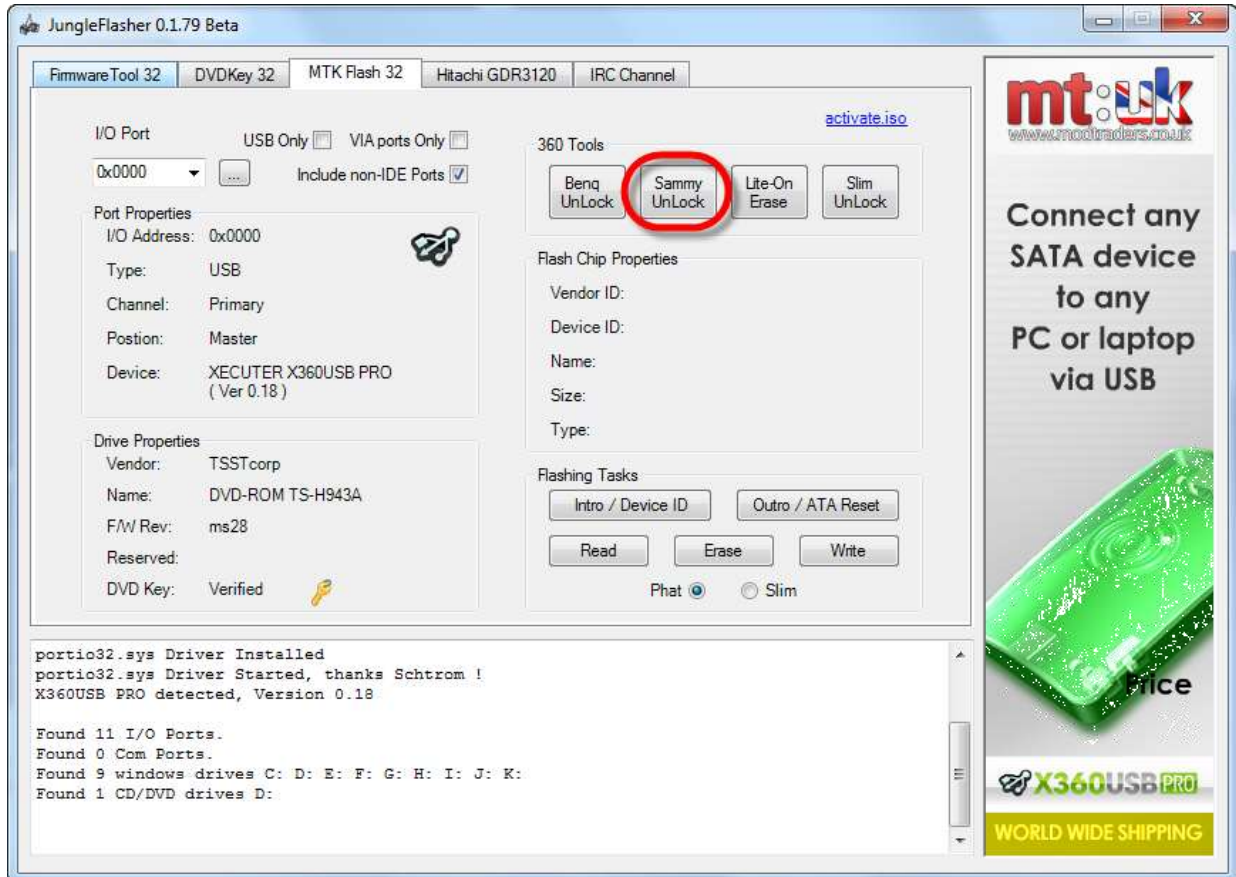 JungleFlasher 0.1.79 Beta
FirmwareTool 32
DVDKey 32
MTK Flash 32
Hitachi GDR3120
IRC Channel
I/O Port
USB Only
VIA ports Only
0x0000
...
Include non-IDE Ports
Port Properties
I/O Address: 0x0000
Type: USB
Channel: Primary
Postion: Master
Device: XECUTER X360USB PRO
( Ver 0.18 )
Drive Properties
Vendor: TSSTcorp
Name: DVD-ROM TS-H943A
F/W Rev: ms28
Reserved:
DVD Key: Verified
activate.iso
360 Tools
Benq
UnLock
Sammy
UnLock
Lite-On
Erase
Slim
UnLock
Flash Chip Properties
Vendor ID:
Device ID:
Name:
Size:
Type:
Flashing Tasks
Intro / Device ID
Outro / ATA Reset
Read
Erase
Write
Phat
Slim
portio32.sys Driver Installed
portio32.sys Driver Started, thanks Schtrom !
X360USB PRO detected, Version 0.18
Found 11 I/O Ports.
Found 0 Com Ports.
Found 9 windows drives C: D: E: F: G: H: I: J: K:
Found 1 CD/DVD drives D:
mt:uk
www.modtraders.co.uk
Connect any
SATA device
to any
PC or laptop
via USB
Price
X360USB PRO
WORLD WIDE SHIPPING